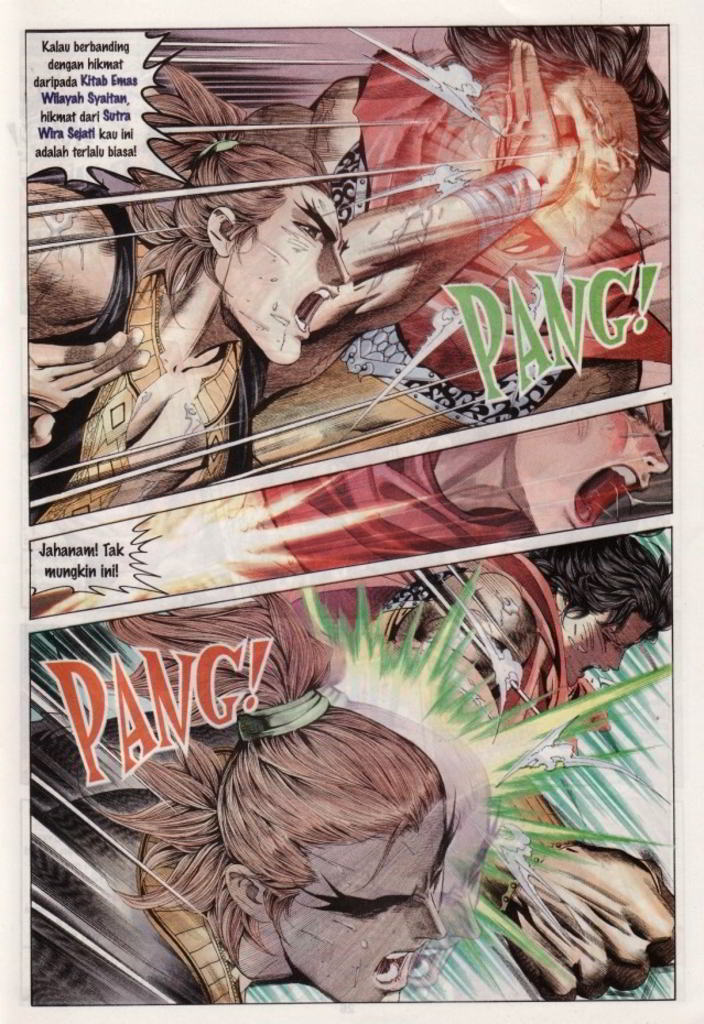 Kalau berbanding
dengan hikmat
daripada Kitab Emas
Wilayah Syaitan,
hikmat dari Sutra
Wira Sejati kau ini
adalah terlalu biasa!
PANG!
Jahanam! Tak
mungkin ini!
PANG!